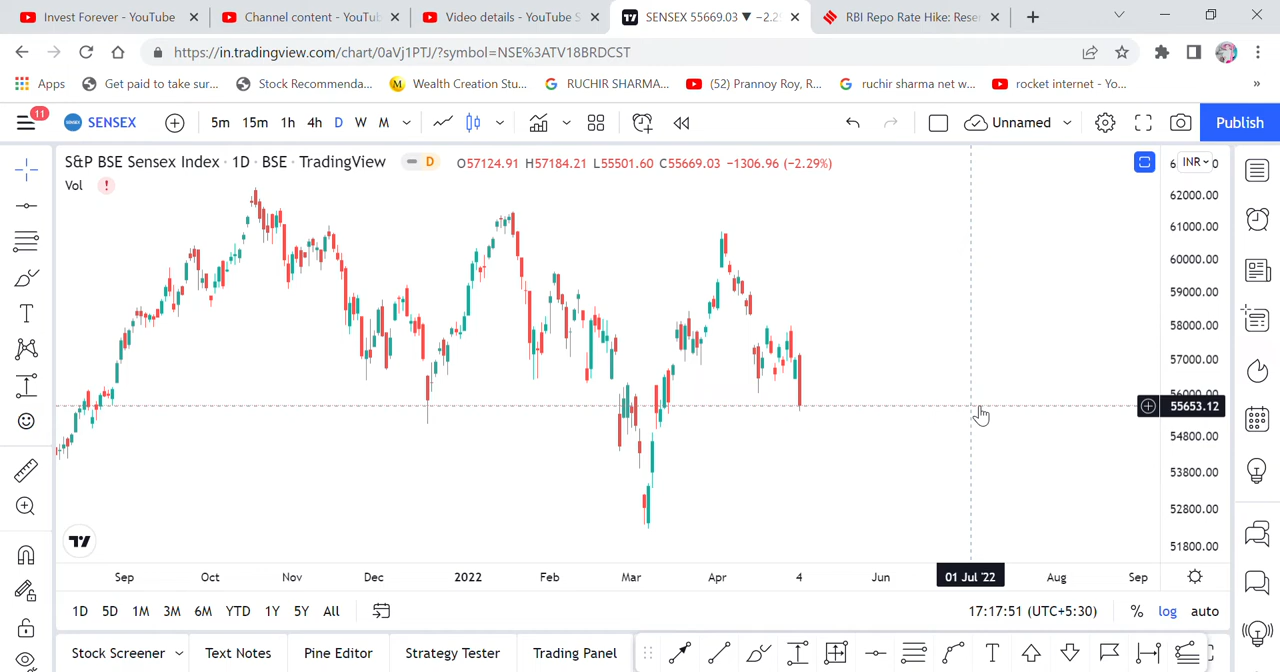 Invest Forever - YouTube
Channel content - YouTu
Video details - YouTube S
SENSEX 55669.03 ▼ −2.2
RBI Repo Rate Hike: Rese
https://in.tradingview.com/chart/0aVj1PTJ/?symbol=NSE%3ATV18BRDCST
Apps
Get paid to take sur...
Stock Recommenda...
Wealth Creation Stu...
RUCHIR SHARMA...
(52) Prannoy Roy, R...
ruchir sharma net w...
rocket internet - Yo...
»
11
SENSEX
5m 15m 1h 4h D W M
Unnamed
Publish
S&P BSE Sensex Index · 1D · BSE · TradingView
D
O57124.91 H57184.21 L55501.60 C55669.03 −1306.96 (−2.29%)
INR
Vol
62000.00
61000.00
60000.00
59000.00
58000.00
57000.00
56000.00
55653.12
54800.00
53800.00
52800.00
51800.00
Sep Oct Nov Dec 2022 Feb Mar Apr 4 Jun 01 Jul '22 Aug Sep
1D 5D 1M 3M 6M YTD 1Y 5Y All
17:17:51 (UTC+5:30) % log auto
Stock Screener Text Notes Pine Editor Strategy Tester Trading Panel